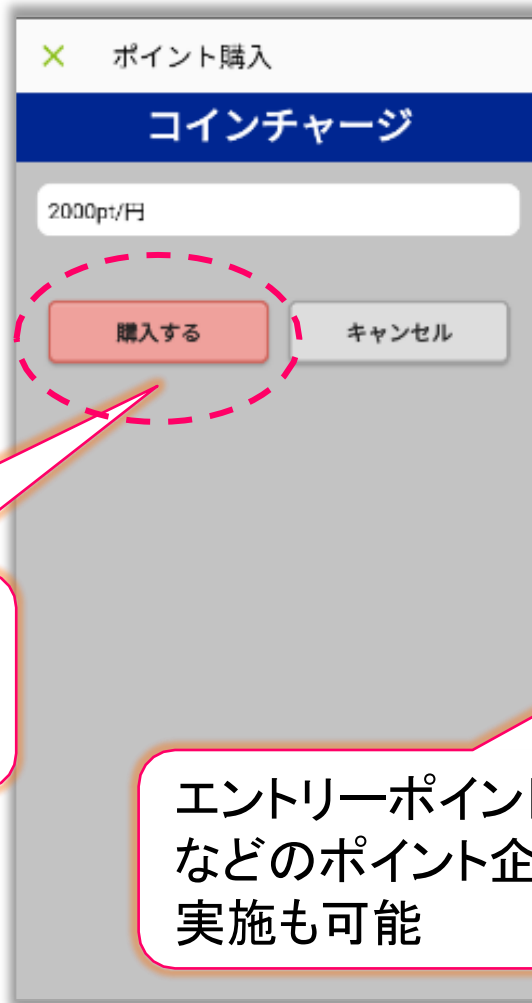 × ポイント購入
コインチャージ
2000pt/円
購入する キャンセル
エントリーポイント
などのポイント企
実施も可能